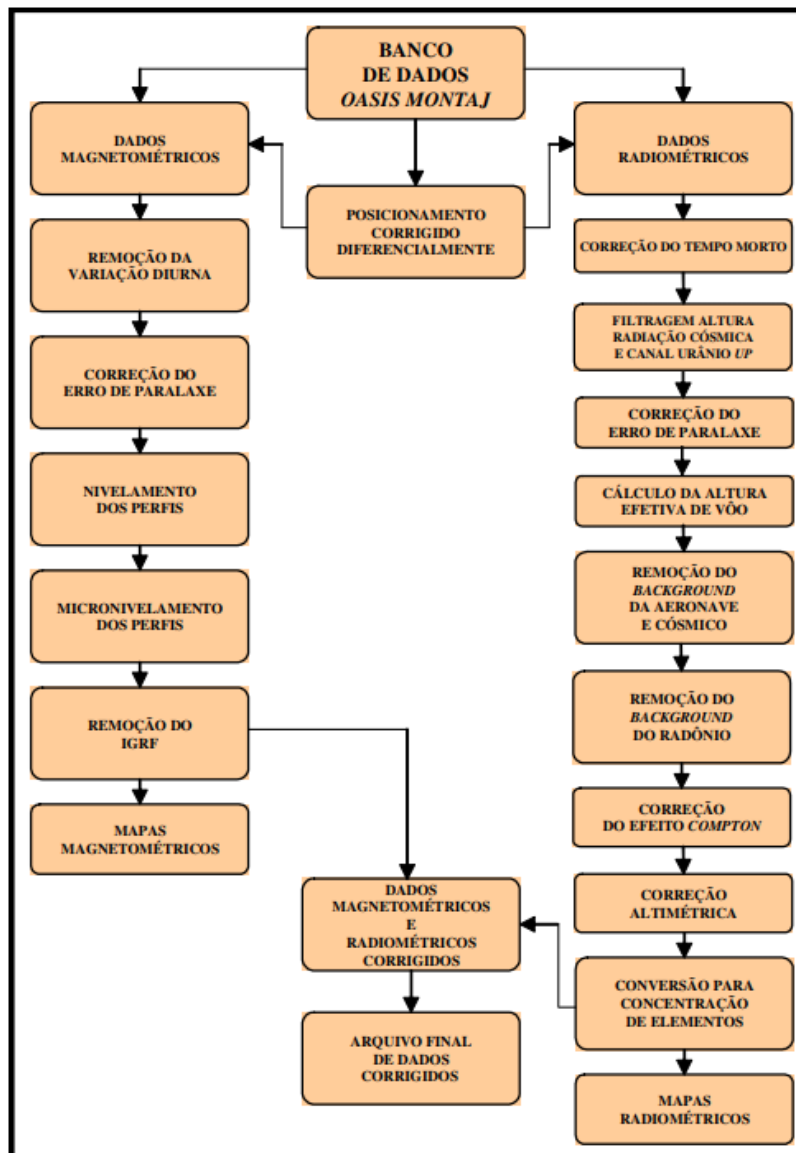 BANCO
DE DADOS
OASIS MONTAJ
DADOS
MAGNETOMÉTRICOS
DADOS
RADIOMÉTRICOS
POSICIONAMENTO
CORRIGIDO
DIFERENCIALMENTE
REMOÇÃO DA
VARIAÇÃO DIURNA
CORREÇÃO DO
ERRO DE PARALAXE
NIVELAMENTO
DOS PERFIS
MICRONIVELAMENTO
DOS PERFIS
REMOÇÃO DO
IGRF
MAPAS
MAGNETOMÉTRICOS
CORREÇÃO DO TEMPO MORTO
FILTRAGEM ALTURA
RADIAÇÃO CÓSMICA
E CANAL URÂNIO UP
CORREÇÃO DO
ERRO DE PARALAXE
CÁLCULO DA ALTURA
EFETIVA DE VÔO
REMOÇÃO DO
BACKGROUND
DA AERONAVE
E CÓSMICO
REMOÇÃO DO
BACKGROUND
DO RADÔNIO
CORREÇÃO
DO EFEITO COMPTON
CORREÇÃO
ALTIMÉTRICA
CONVERSÃO PARA
CONCENTRAÇÃO
DE ELEMENTOS
MAPAS
RADIOMÉTRICOS
DADOS
MAGNETOMÉTRICOS
E
RADIOMÉTRICOS
CORRIGIDOS
ARQUIVO FINAL
DE DADOS
CORRIGIDOS